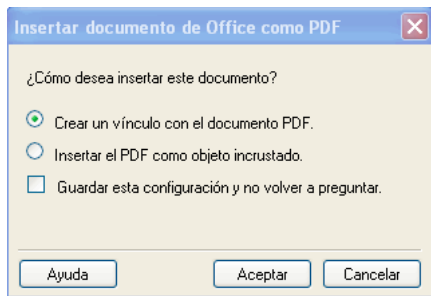 Insertar documento de Office como PDF
¿Cómo desea insertar este documento?
Crear un vínculo con el documento PDF.
Insertar el PDF como objeto incrustado.
Guardar esta configuración y no volver a preguntar.
Ayuda Aceptar Cancelar